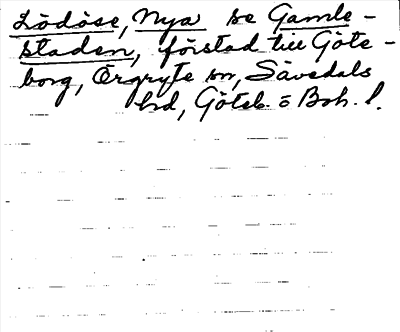 Lödöse, Nya se Gamle-
staden, förstad till Göte-
borg, Örgryte sn, Sävedals
hd, Göteb. o Boh. l.